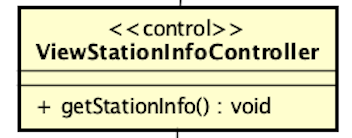 <<control>>
ViewStationInfoController
+ getStationInfo() : void